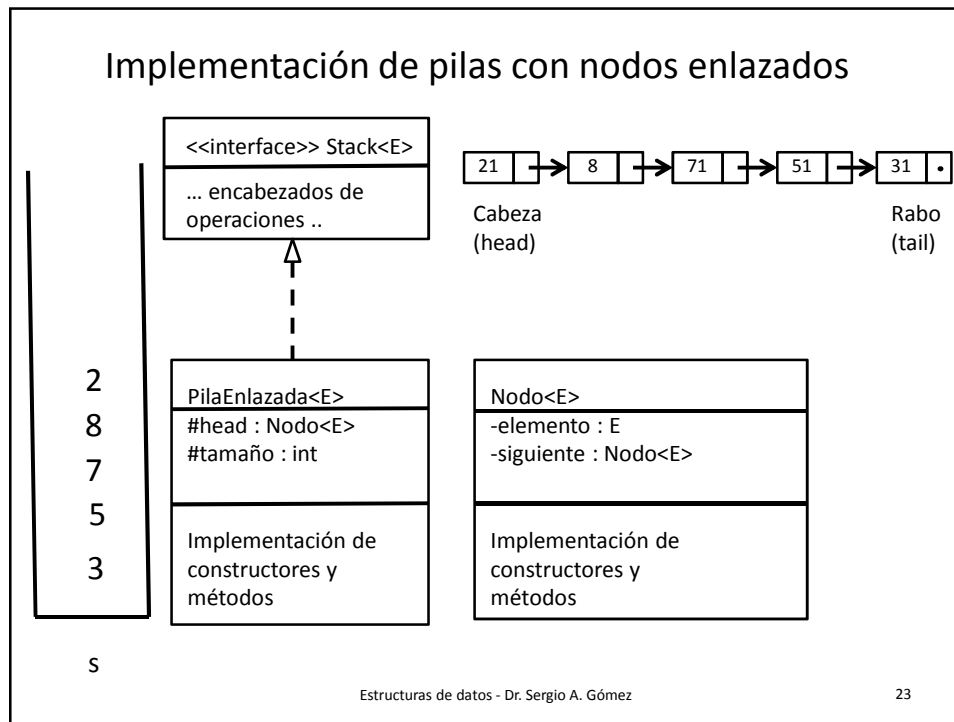 Implementación de pilas con nodos enlazados
<<interface>> Stack<E>
… encabezados de
operaciones ..
21
8
71
51
31
Cabeza
(head)
Rabo
(tail)
2
8
7
5
3
s
PilaEnlazada<E>
#head : Nodo<E>
#tamaño : int
Implementación de
constructores y
métodos
Nodo<E>
-elemento : E
-siguiente : Nodo<E>
Implementación de
constructores y
métodos
Estructuras de datos - Dr. Sergio A. Gómez
23